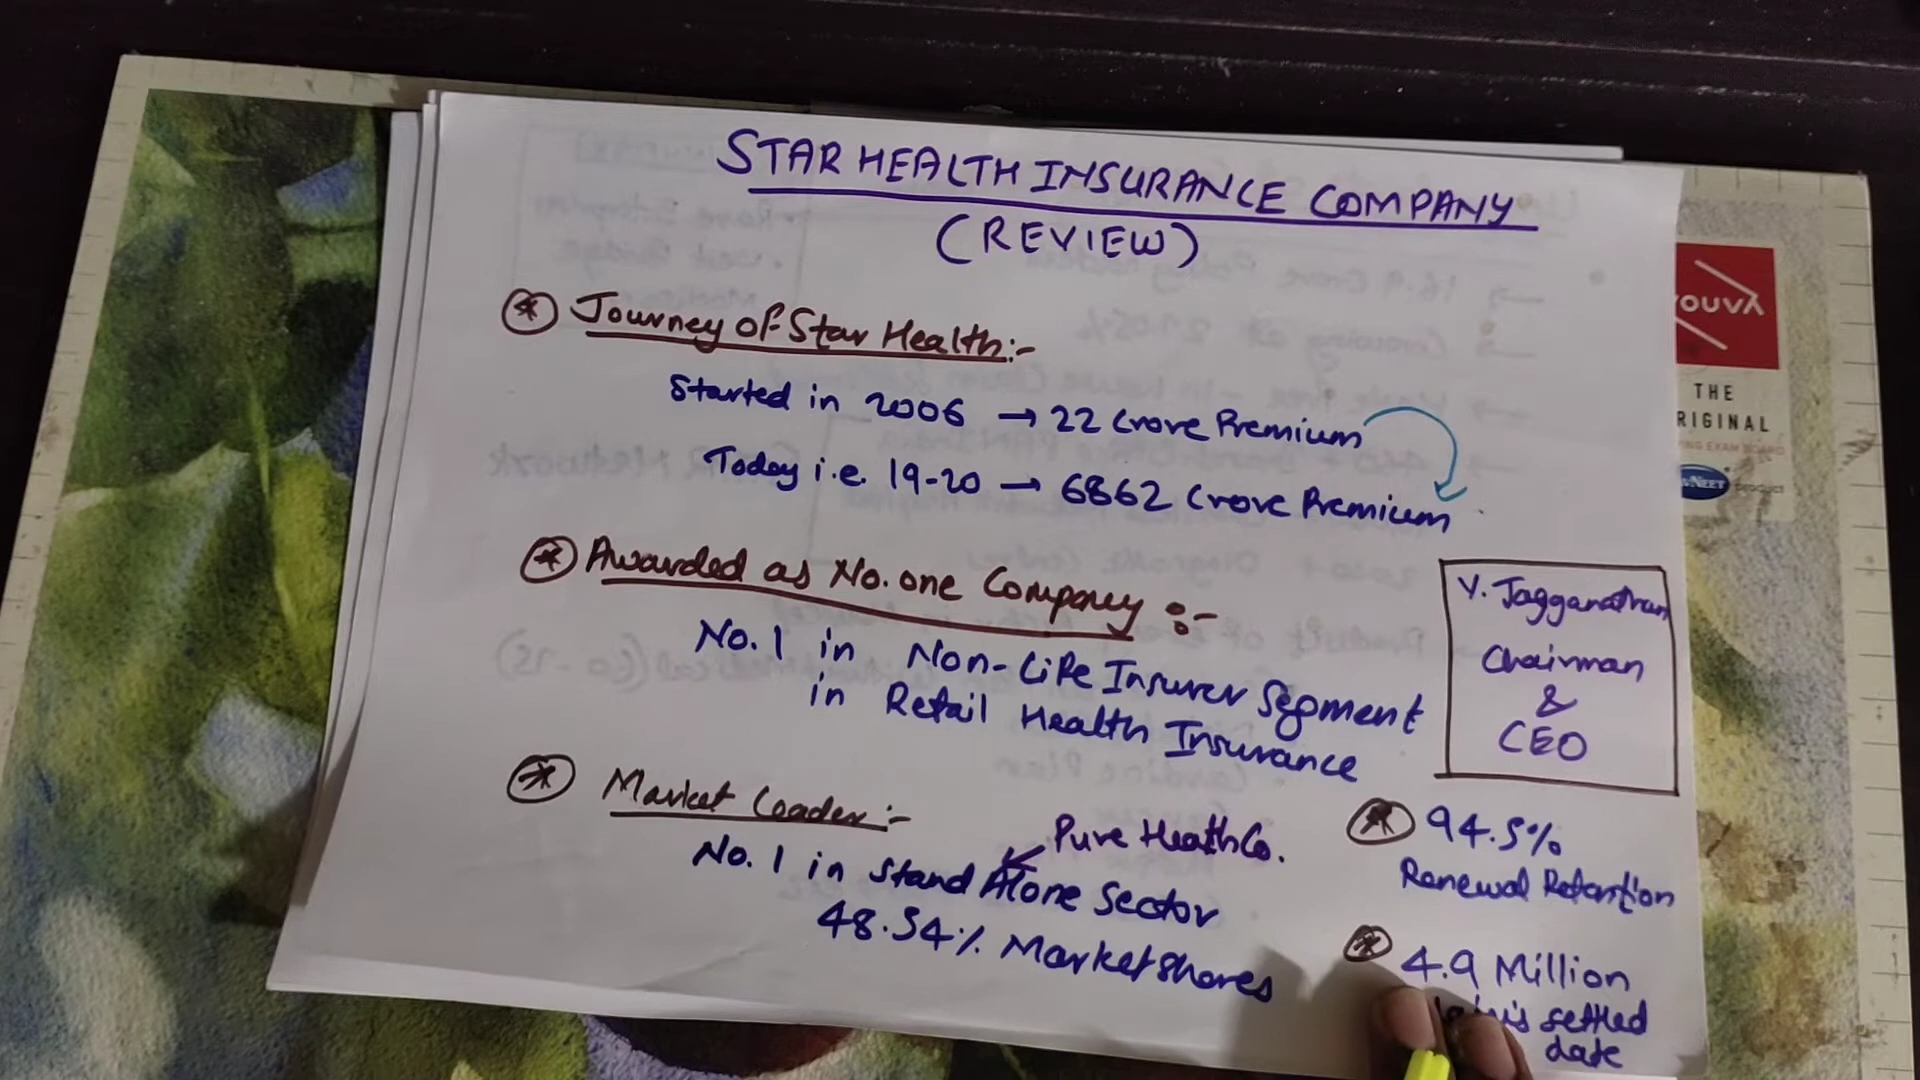 STAR HEALTH INSURANCE COMPANY
(REVIEW)
Journey of Star Health:-
Started in 2006 → 22 Crore Premium
Today i.e. 19-20 → 6862 Crore Premium
Awarded as No. one Company :-
No. 1 in Non-Life Insurer Segment
in Retail Health Insurance
Market Leader:-
Pure Health Co.
No. 1 in Stand Alone Sector
48.54% Market shares
V. Jagganathan
Chairman
&
CEO
94.5%
Renewal Retention
4.9 Million
settled
date
OUVA
THE
RIGINAL